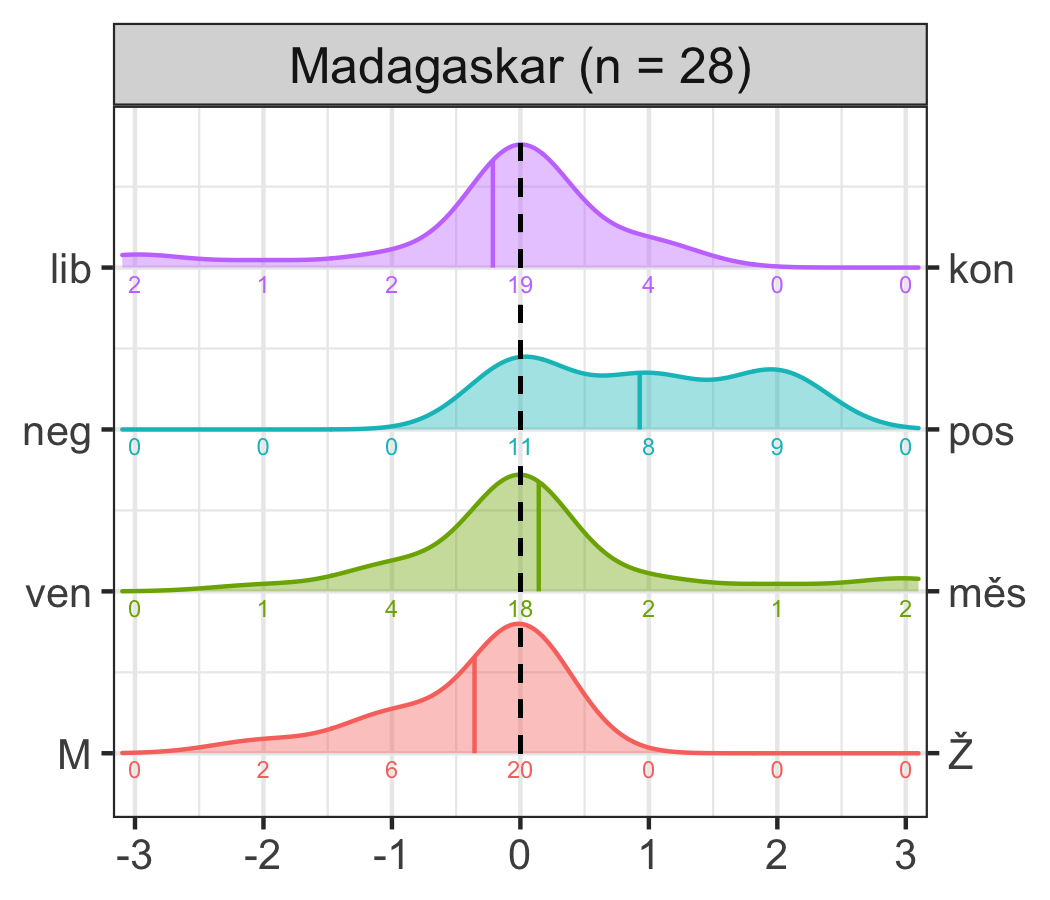 Madagaskar (n = 28)
lib kon
2 1 2 19 4 0 0
neg pos
0 0 0 11 8 9 0
ven měs
0 1 4 18 2 1 2
M Ž
0 2 6 20 0 0 0
-3 -2 -1 0 1 2 3